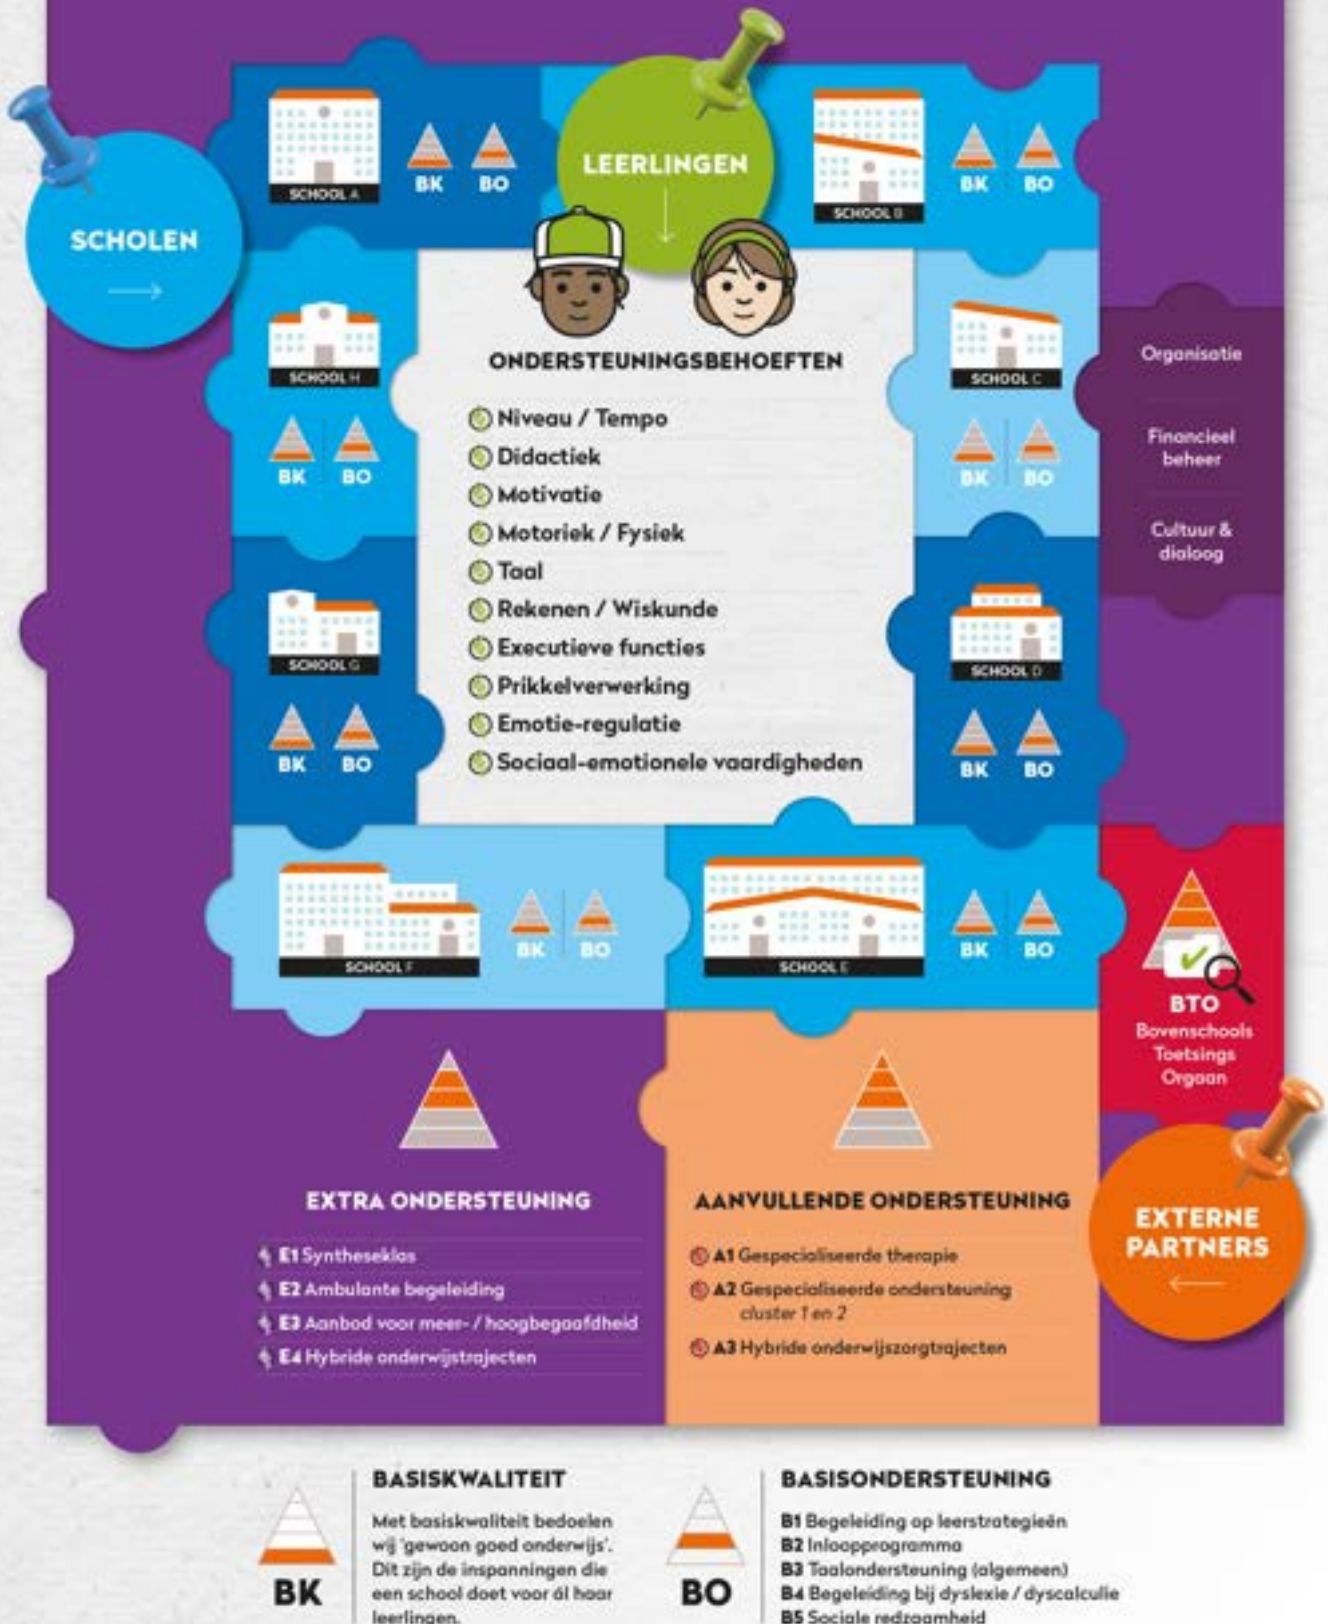 SCHOLEN
SCHOOL A
BK
BO
LEERLINGEN
SCHOOL B
BK
BO
SCHOOL H
BK
BO
ONDERSTEUNINGSBEHOEFTEN
Niveau / Tempo
Didactiek
Motivatie
Motoriek / Fysiek
Taal
Rekenen / Wiskunde
Executieve functies
Prikkelverwerking
Emotie-regulatie
Sociaal-emotionele vaardigheden
SCHOOL C
BK
BO
Organisatie
Financieel
beheer
Cultuur &
dialoog
SCHOOL G
BK
BO
SCHOOL D
BK
BO
SCHOOL F
BK
BO
SCHOOL E
BK
BO
BTO
Bovenschools
Toetsings
Orgaan
EXTRA ONDERSTEUNING
E1 Syntheseklas
E2 Ambulante begeleiding
E3 Aanbod voor meer- / hoogbegaafdheid
E4 Hybride onderwijstrajecten
AANVULLENDE ONDERSTEUNING
A1 Gespecialiseerde therapie
A2 Gespecialiseerde ondersteuning
cluster 1 en 2
A3 Hybride onderwijszorgtrajecten
EXTERNE
PARTNERS
BK
BASISKWALITEIT
Met basiskwaliteit bedoelen
wij 'gewoon goed onderwijs'.
Dit zijn de inspanningen die
een school doet voor ál haar
leerlingen.
BO
BASISONDERSTEUNING
B1 Begeleiding op leerstrategieën
B2 Inloopprogramma
B3 Taalondersteuning (algemeen)
B4 Begeleiding bij dyslexie / dyscalculie
B5 Sociale redzaamheid